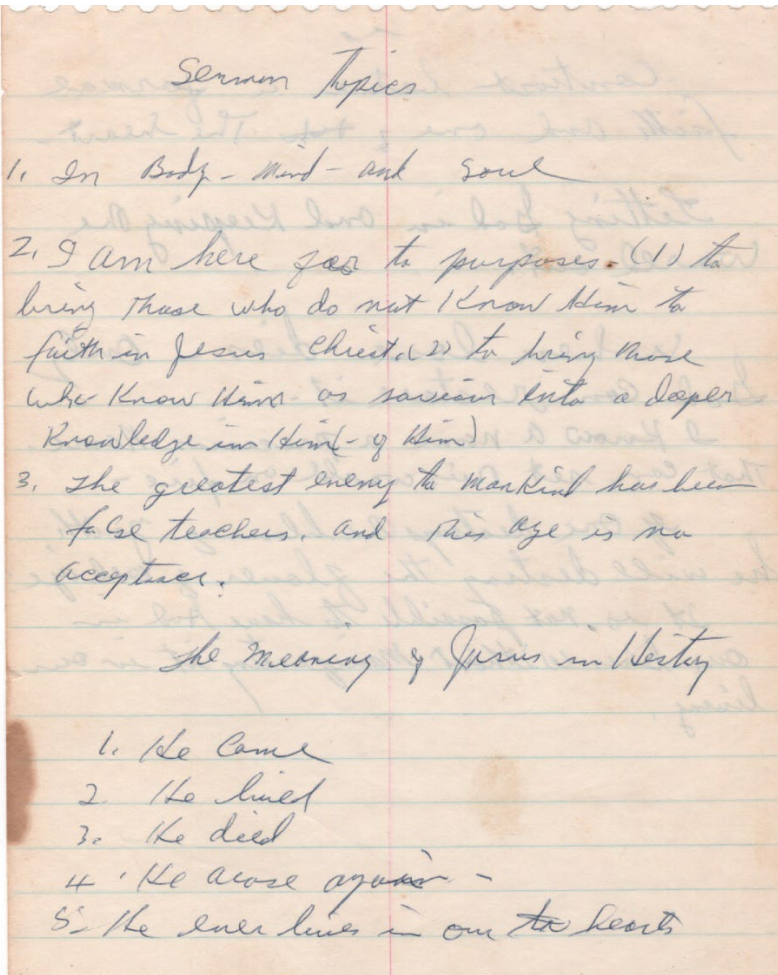 Sermon Topics
1. In Body - Mind - and Soul
2. I am here for to purposes. (1) to
bring those who do not Know Him to
faith in Jesus Christ. (2) to bring those
who Know Him as saviour into a deeper
Knowledge in Him (- of Him)
3. The greatest enemy to Mankind has been
false teachers. and this age is no
acceptince.
The Meaning of Jesus in History
1. He Came
2. He lived
3. He died
4. He arose again -
5. He ever lives in our hearts